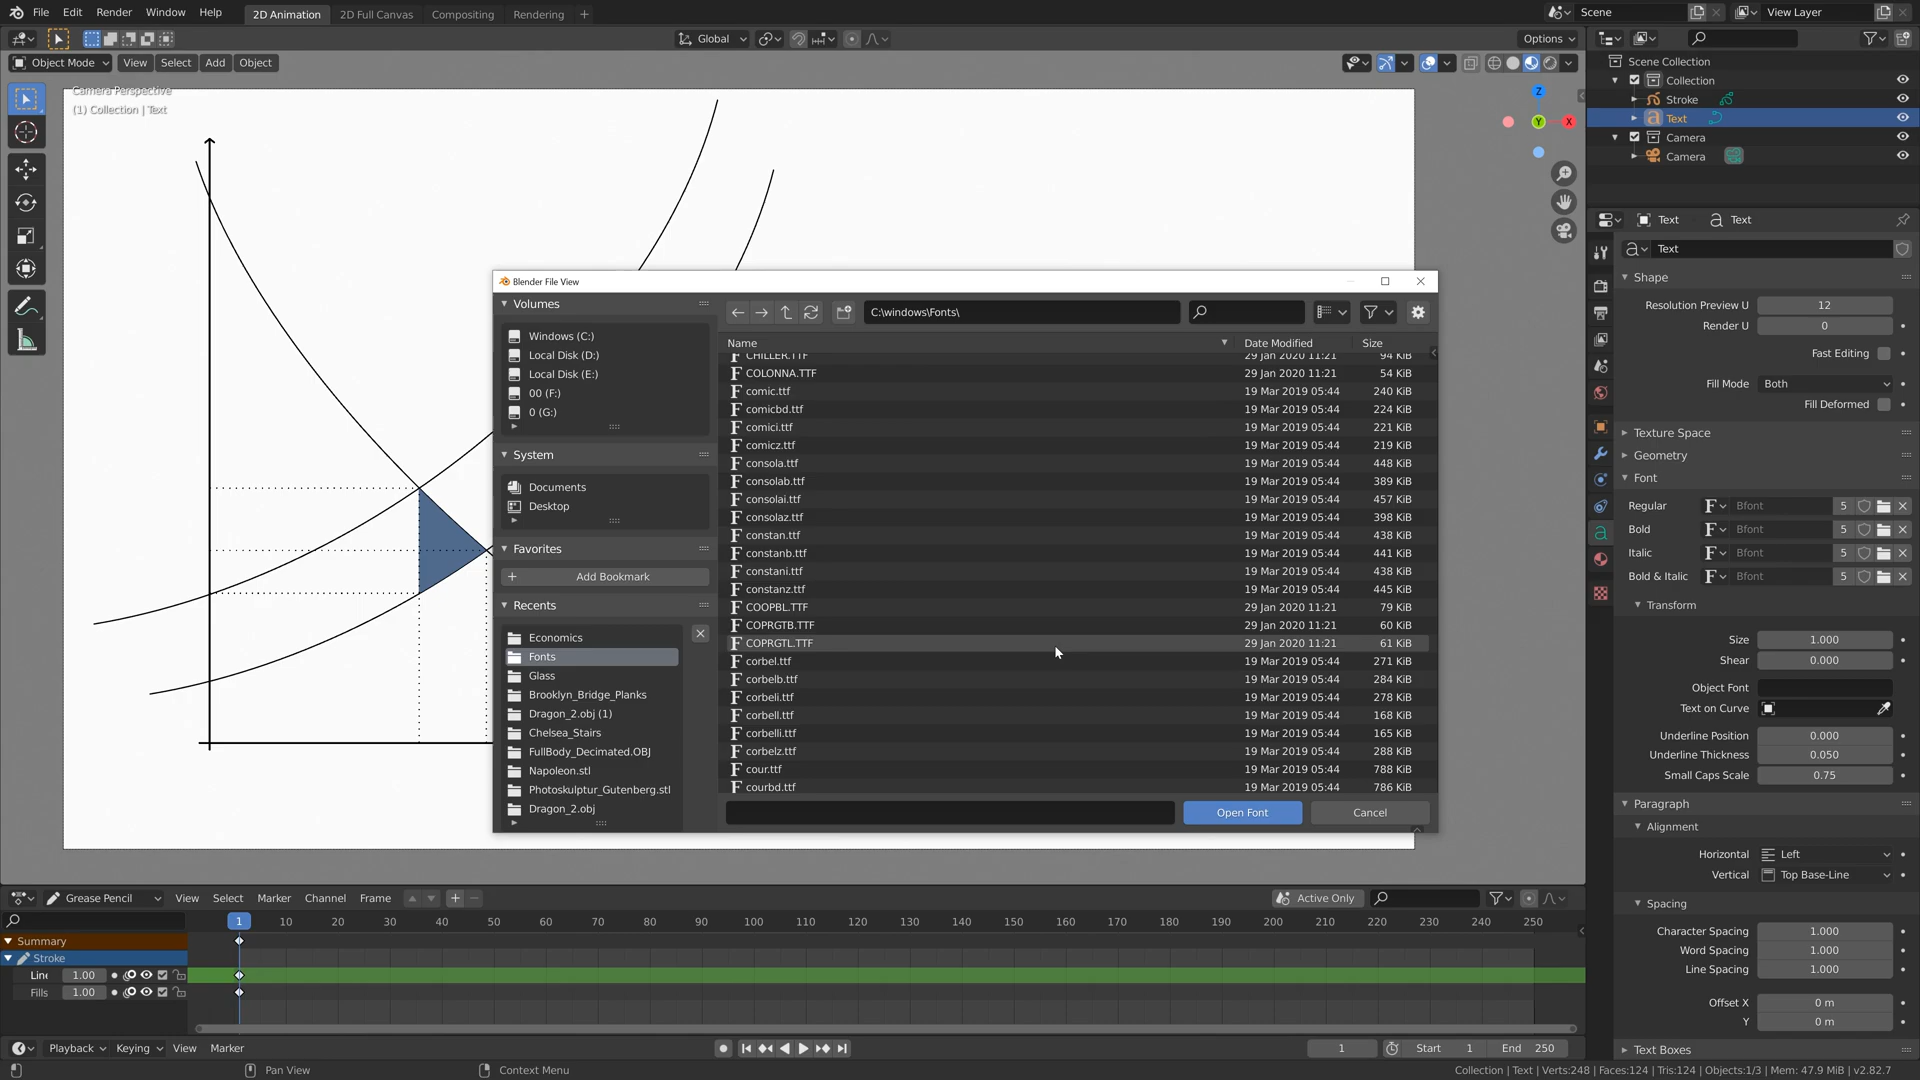 File Edit Render Window Help 2D Animation 2D Full Canvas Compositing Rendering + Scene View Layer
Global Options
Object Mode View Select Add Object
Camera Perspective
(1) Collection | Text
Z
Y
X
Scene Collection
Collection
Stroke
Text
Camera
Camera
Text Text
Text
Shape
Resolution Preview U 12
Render U 0
Fast Editing
Fill Mode Both
Fill Deformed
Texture Space
Geometry
Font
Regular Bfont 5
Bold Bfont 5
Italic Bfont 5
Bold & Italic Bfont 5
Transform
Size 1.000
Shear 0.000
Object Font
Text on Curve
Underline Position 0.000
Underline Thickness 0.050
Small Caps Scale 0.75
Paragraph
Alignment
Horizontal Left
Vertical Top Base-Line
Spacing
Character Spacing 1.000
Word Spacing 1.000
Line Spacing 1.000
Offset X 0 m
Y 0 m
Text Boxes
Blender File View
Volumes
Windows (C:)
Local Disk (D:)
Local Disk (E:)
00 (F:)
0 (G:)
System
Documents
Desktop
Favorites
Add Bookmark
Recents
Economics
Fonts
Glass
Brooklyn_Bridge_Planks
Dragon_2.obj (1)
Chelsea_Stairs
FullBody_Decimated.OBJ
Napoleon.stl
Photoskulptur_Gutenberg.stl
Dragon_2.obj
C:\windows\Fonts\
Name Date Modified Size
CHILLER.TTF 29 Jan 2020 11:21 94 KiB
COLONNA.TTF 29 Jan 2020 11:21 54 KiB
comic.ttf 19 Mar 2019 05:44 240 KiB
comicbd.ttf 19 Mar 2019 05:44 224 KiB
comici.ttf 19 Mar 2019 05:44 221 KiB
comicz.ttf 19 Mar 2019 05:44 219 KiB
consola.ttf 19 Mar 2019 05:44 448 KiB
consolab.ttf 19 Mar 2019 05:44 389 KiB
consolai.ttf 19 Mar 2019 05:44 457 KiB
consolaz.ttf 19 Mar 2019 05:44 398 KiB
constan.ttf 19 Mar 2019 05:44 438 KiB
constanb.ttf 19 Mar 2019 05:44 441 KiB
constani.ttf 19 Mar 2019 05:44 438 KiB
constanz.ttf 19 Mar 2019 05:44 445 KiB
COOPBL.TTF 29 Jan 2020 11:21 79 KiB
COPRGTB.TTF 29 Jan 2020 11:21 60 KiB
COPRGTL.TTF 29 Jan 2020 11:21 61 KiB
corbel.ttf 19 Mar 2019 05:44 271 KiB
corbelb.ttf 19 Mar 2019 05:44 284 KiB
corbeli.ttf 19 Mar 2019 05:44 278 KiB
corbell.ttf 19 Mar 2019 05:44 168 KiB
corbelli.ttf 19 Mar 2019 05:44 165 KiB
corbelz.ttf 19 Mar 2019 05:44 288 KiB
cour.ttf 19 Mar 2019 05:44 788 KiB
courbd.ttf 19 Mar 2019 05:44 786 KiB
Open Font Cancel
Grease Pencil View Select Marker Channel Frame Active Only
1 10 20 30 40 50 60 70 80 90 100 110 120 130 140 150 160 170 180 190 200 210 220 230 240 250
Summary
Stroke
Line 1.00
Fills 1.00
Playback Keying View Marker 1 Start 1 End 250
Pan View Context Menu Collection | Text | Verts:248 | Faces:124 | Tris:124 | Objects:1/3 | Mem: 47.9 MiB | v2.82.7